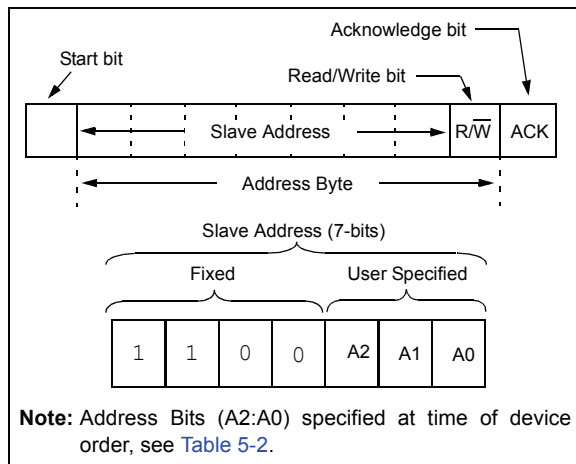 Acknowledge bit
Start bit
Read/Write bit
Slave Address R/W̅ ACK
Address Byte
Slave Address (7-bits)
Fixed User Specified
1 1 0 0 A2 A1 A0
Note: Address Bits (A2:A0) specified at time of device
order, see Table 5-2.